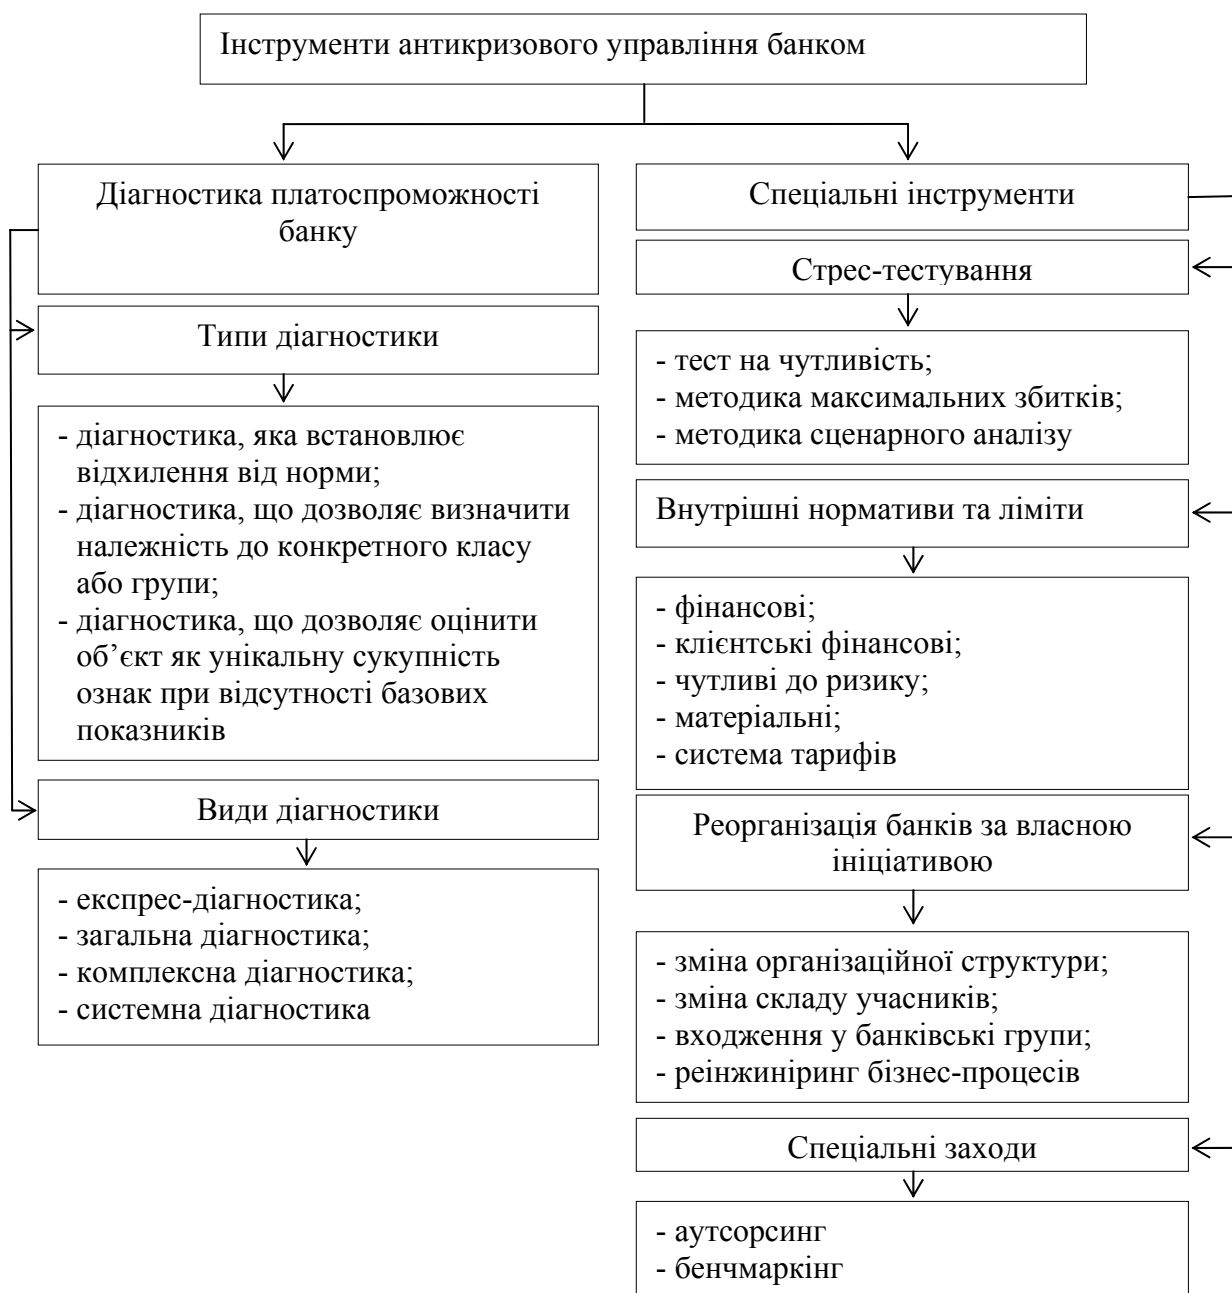 Інструменти антикризового управління банком
Діагностика платоспроможності
банку
Типи діагностики
- діагностика, яка встановлює
відхилення від норми;
- діагностика, що дозволяє визначити
належність до конкретного класу
або групи;
- діагностика, що дозволяє оцінити
об’єкт як унікальну сукупність
ознак при відсутності базових
показників
Види діагностики
- експрес-діагностика;
- загальна діагностика;
- комплексна діагностика;
- системна діагностика
Спеціальні інструменти
Стрес-тестування
- тест на чутливість;
- методика максимальних збитків;
- методика сценарного аналізу
Внутрішні нормативи та ліміти
- фінансові;
- клієнтські фінансові;
- чутливі до ризику;
- матеріальні;
- система тарифів
Реорганізація банків за власною
ініціативою
- зміна організаційної структури;
- зміна складу учасників;
- входження у банківські групи;
- реінжиніринг бізнес-процесів
Спеціальні заходи
- аутсорсинг
- бенчмаркінг